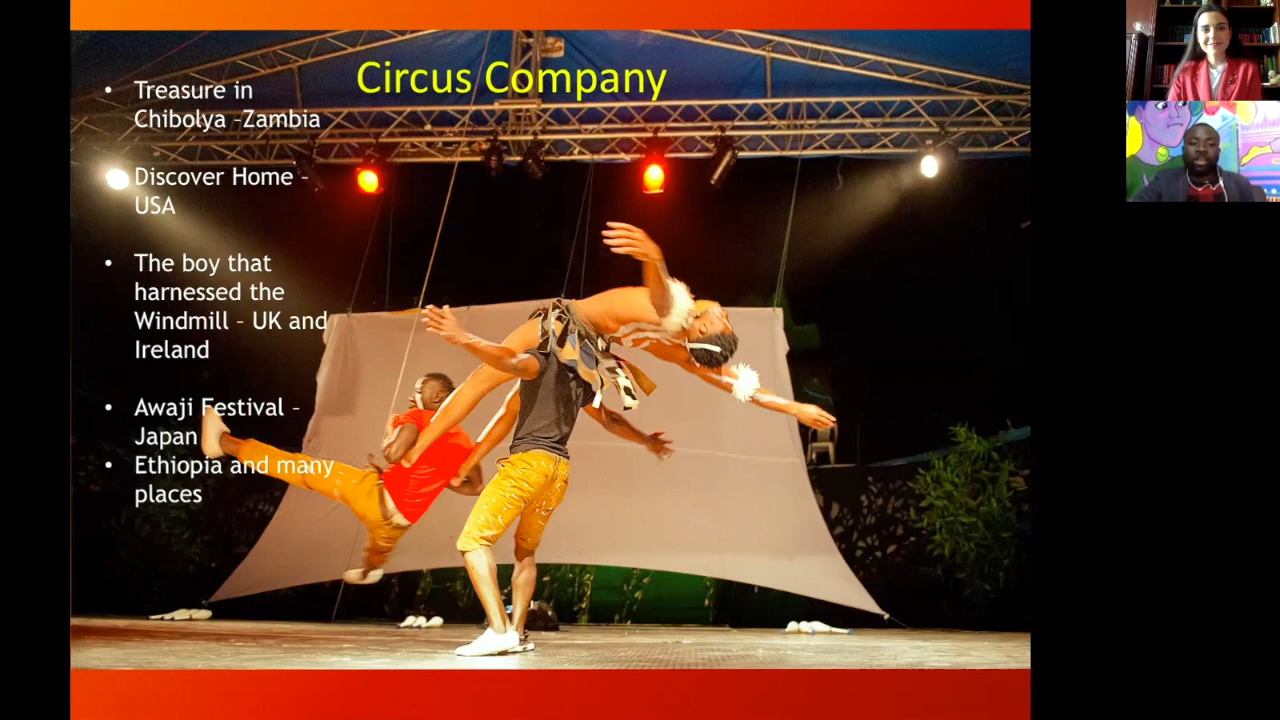 Circus Company
• Treasure in
Chibolya –Zambia
• Discover Home –
USA
• The boy that
harnessed the
Windmill – UK and
Ireland
• Awaji Festival –
Japan
• Ethiopia and many
places